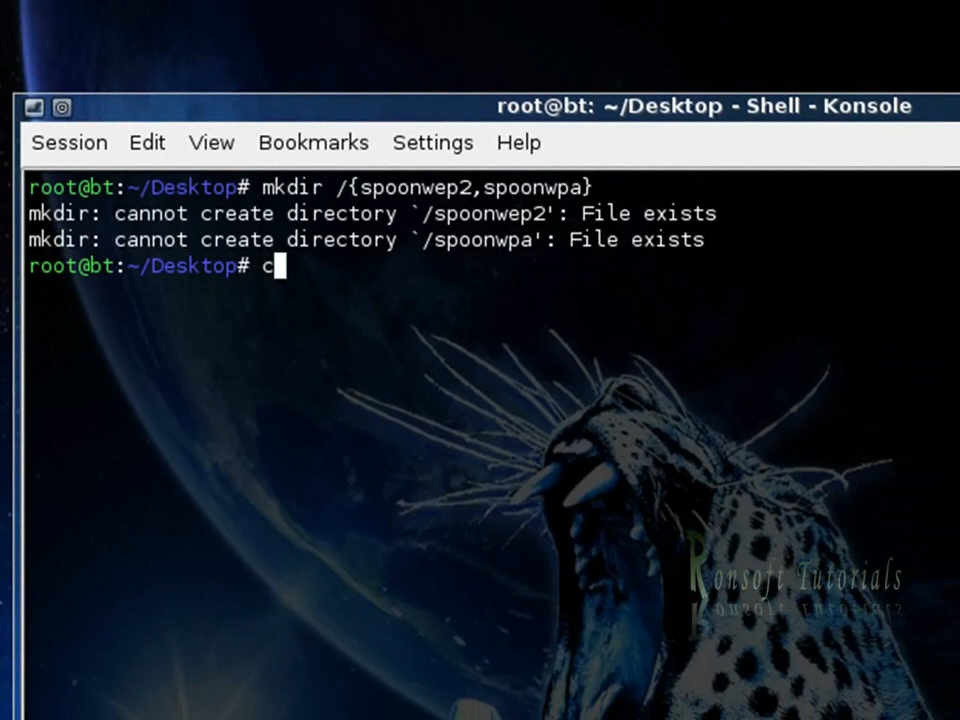 root@bt: ~/Desktop - Shell - Konsole
Session Edit View Bookmarks Settings Help
root@bt:~/Desktop# mkdir /{spoonwep2,spoonwpa}
mkdir: cannot create directory `/spoonwep2': File exists
mkdir: cannot create directory `/spoonwpa': File exists
root@bt:~/Desktop# c
Ronsoft Tutorials